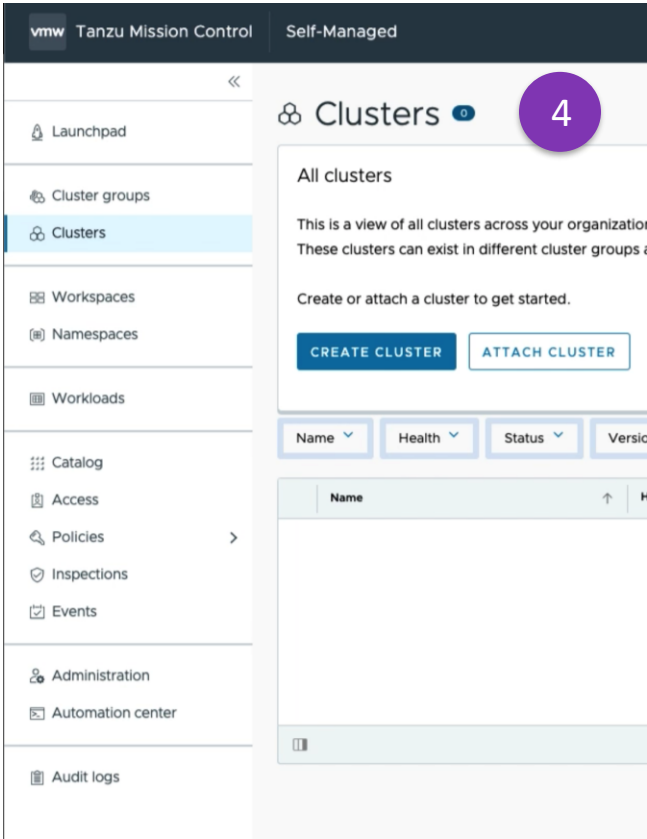 vmw Tanzu Mission Control Self-Managed
Launchpad
Cluster groups
Clusters
Workspaces
Namespaces
Workloads
Catalog
Access
Policies
Inspections
Events
Administration
Automation center
Audit logs
Clusters 0
4
All clusters
This is a view of all clusters across your
These clusters can exist in different cluster groups
Create or attach a cluster to get started.
CREATE CLUSTER ATTACH CLUSTER
Name Health Status
Name